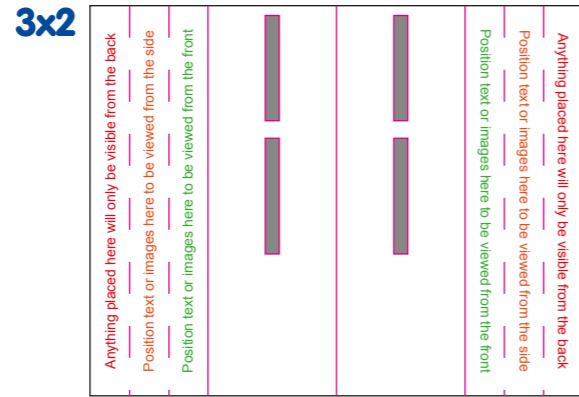 3x2
Anything placed here will only be visible from the back
Position text or images here to be viewed from the side
Position text or images here to be viewed from the front
Position text or images here to be viewed from the front
Position text or images here to be viewed from the side
Anything placed here will only be visible from the back